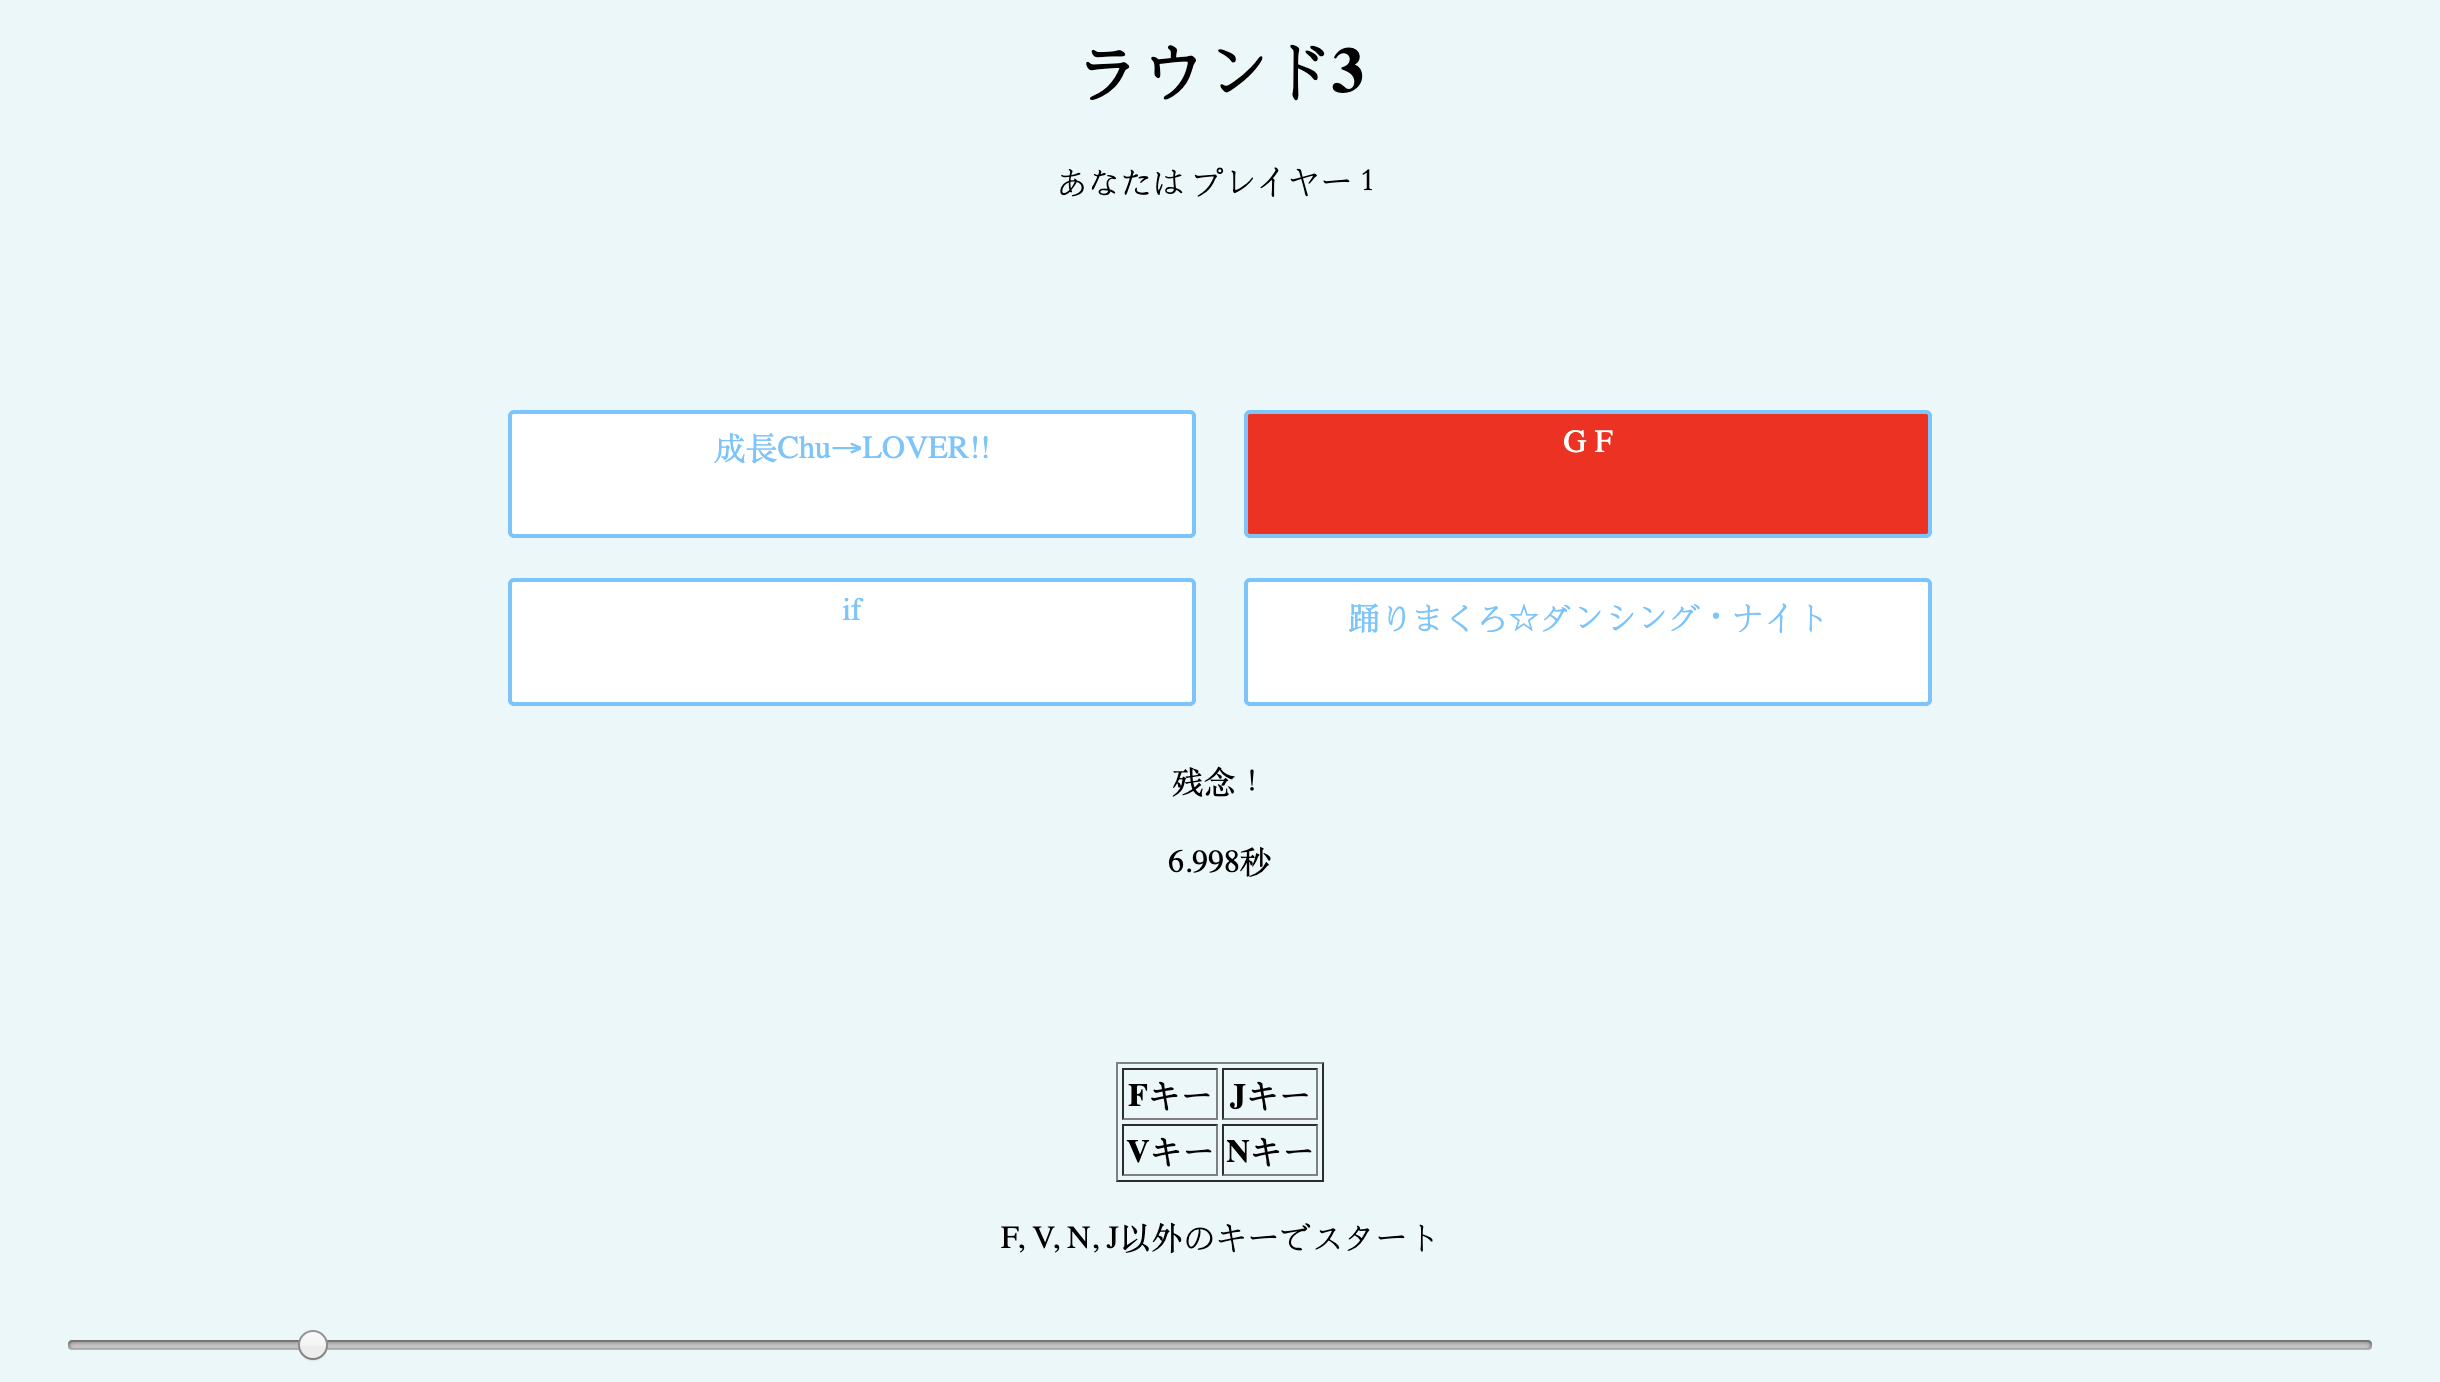 ラウンド3
あなたは プレイヤー 1
成長Chu→LOVER!!
G F
if
踊りまくろ☆ダンシング・ナイト
残念！
6.998秒
Fキー Jキー
Vキー Nキー
F, V, N, J以外のキーでスタート